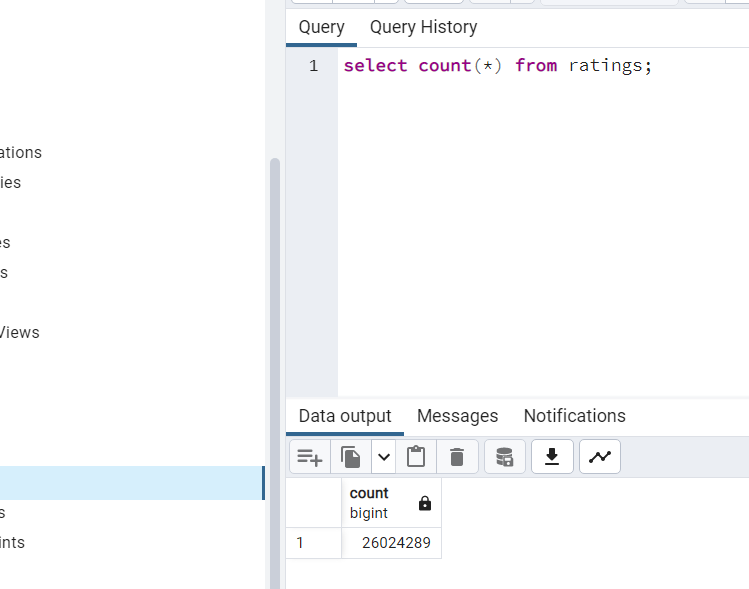 Query Query History
1 select count(*) from ratings;
ations
ies
es
s
Views
s
ints
Data output Messages Notifications
count
bigint
1 26024289